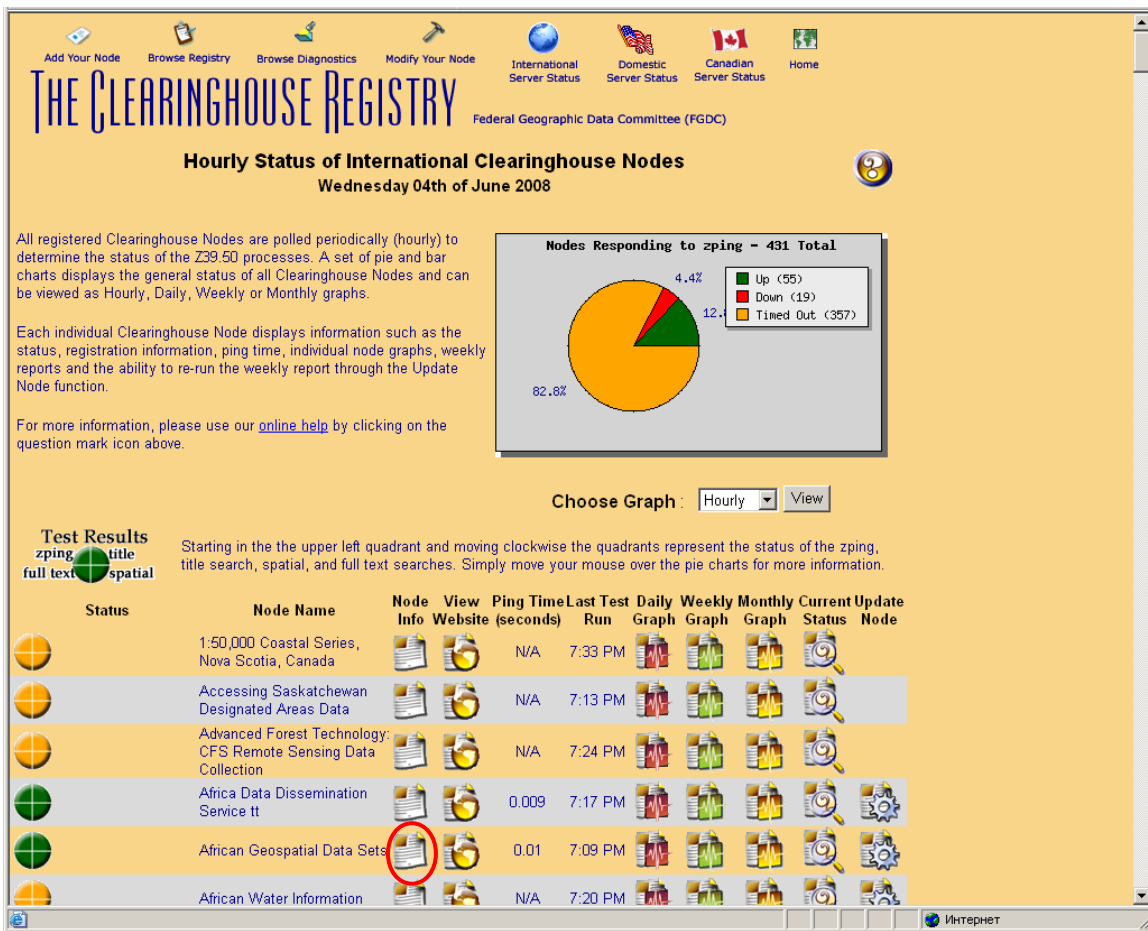 Add Your Node
Browse Registry
Browse Diagnostics
Modify Your Node
International
Server Status
Domestic
Server Status
Canadian
Server Status
Home
THE CLEARINGHOUSE REGISTRY
Federal Geographic Data Committee (FGDC)
Hourly Status of International Clearinghouse Nodes
Wednesday 04th of June 2008
All registered Clearinghouse Nodes are polled periodically (hourly) to
determine the status of the Z39.50 processes. A set of pie and bar
charts displays the general status of all Clearinghouse Nodes and can
be viewed as Hourly, Daily, Weekly or Monthly graphs.
Each individual Clearinghouse Node displays information such as the
status, registration information, ping time, individual node graphs, weekly
reports and the ability to re-run the weekly report through the Update
Node function.
For more information, please use our online help by clicking on the
question mark icon above.
Nodes Responding to zping - 431 Total
4.4%
Up (55)
Down (19)
Timed Out (357)
82.8%
Choose Graph : Hourly View
Test Results
zping title
full text spatial
Starting in the the upper left quadrant and moving clockwise the quadrants represent the status of the zping,
title search, spatial, and full text searches. Simply move your mouse over the pie charts for more information.
Status Node Name Node Info View Website Ping Time (seconds) Last Test Run Daily Graph Weekly Graph Monthly Graph Current Status Update Node
1:50,000 Coastal Series,
Nova Scotia, Canada
N/A 7:33 PM
Accessing Saskatchewan
Designated Areas Data
N/A 7:13 PM
Advanced Forest Technology:
CFS Remote Sensing Data
Collection
N/A 7:24 PM
Africa Data Dissemination
Service tt
0.009 7:17 PM
African Geospatial Data Sets 0.01 7:09 PM
African Water Information N/A 7:20 PM
Интернет